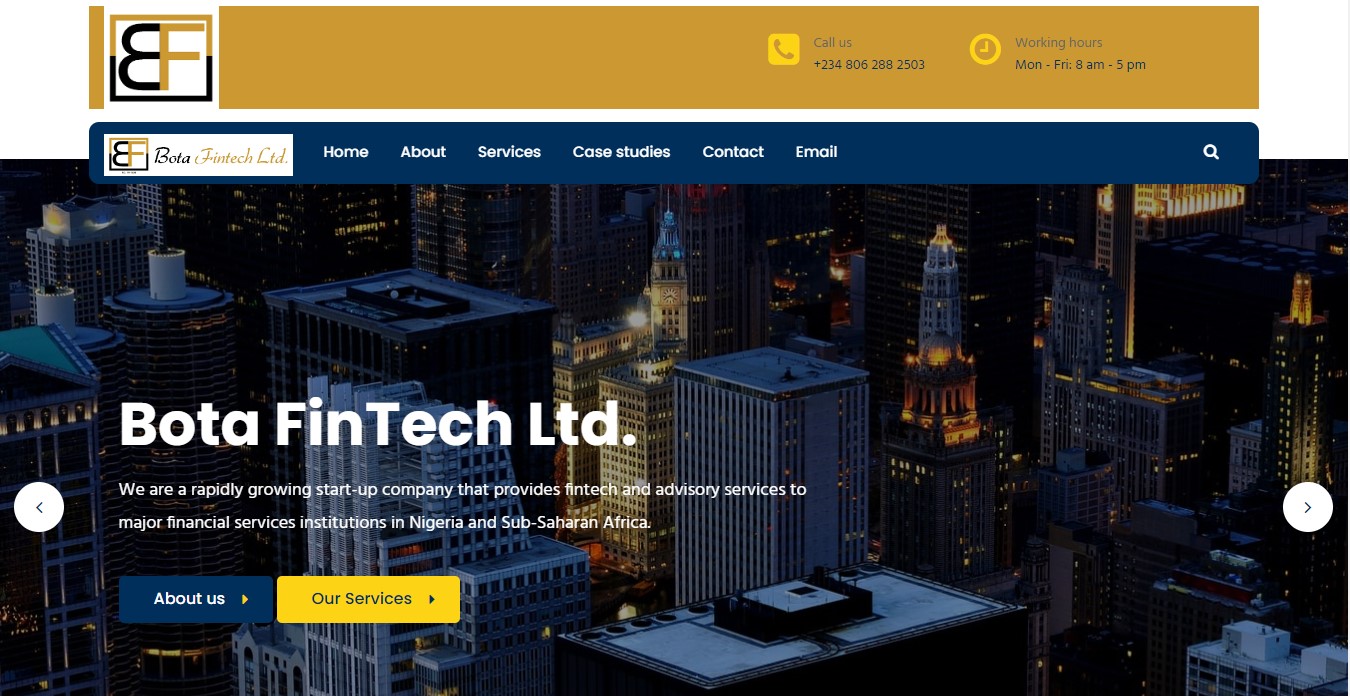 BF
Call us
+234 806 288 2503
Working hours
Mon - Fri: 8 am - 5 pm
BF
Bota Fintech Ltd.
Home
About
Services
Case studies
Contact
Email
Bota FinTech Ltd.
We are a rapidly growing start-up company that provides fintech and advisory services to
major financial services institutions in Nigeria and Sub-Saharan Africa.
About us
Our Services